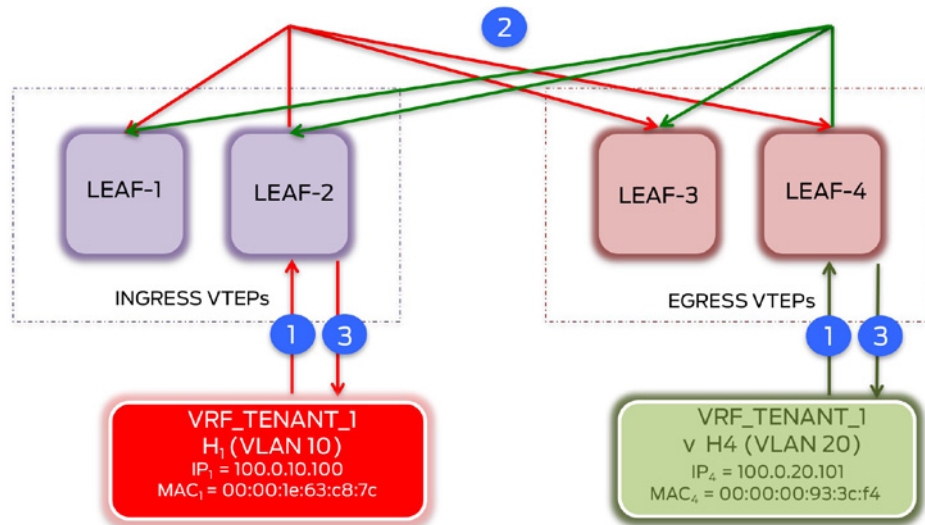 2
LEAF-1
LEAF-2
LEAF-3
LEAF-4
INGRESS VTEPs
EGRESS VTEPs
1
3
1
3
VRF_TENANT_1
H₁ (VLAN 10)
IP₁ = 100.0.10.100
MAC₁ = 00:00:1e:63:c8:7c
VRF_TENANT_1
v H4 (VLAN 20)
IP₄ = 100.0.20.101
MAC₄ = 00:00:00:93:3c:f4